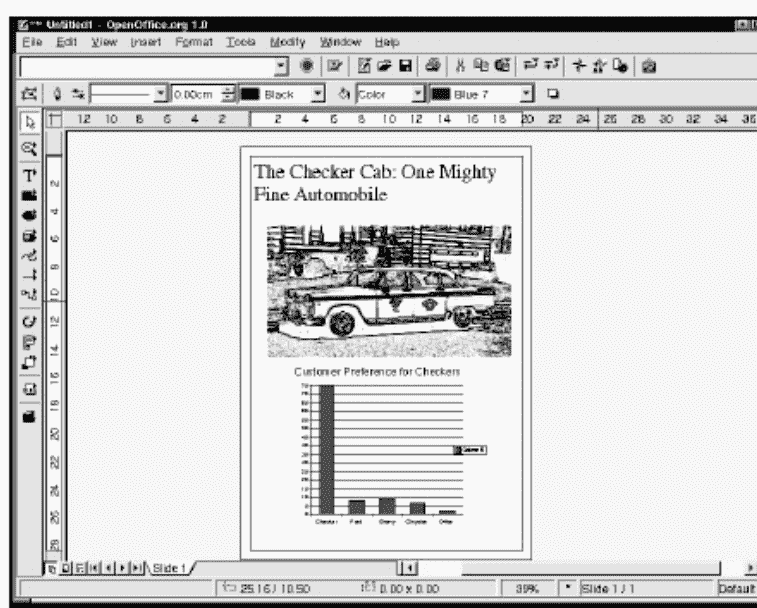 Untitled1 - OpenOffice.org 1.0
File Edit View Insert Format Tools Modify Window Help
0.00cm Black Color Blue 7
12 10 8 6 4 2 2 4 6 8 10 12 14 16 18 20 22 24 26 28 30 32 34 36
The Checker Cab: One Mighty
Fine Automobile
Customer Preference for Checkers
Checker Ford Chevy Chrysler Other
Slide 1
25.16 / 10.50 0.00 x 0.00 39% * Slide 1 / 1 Default